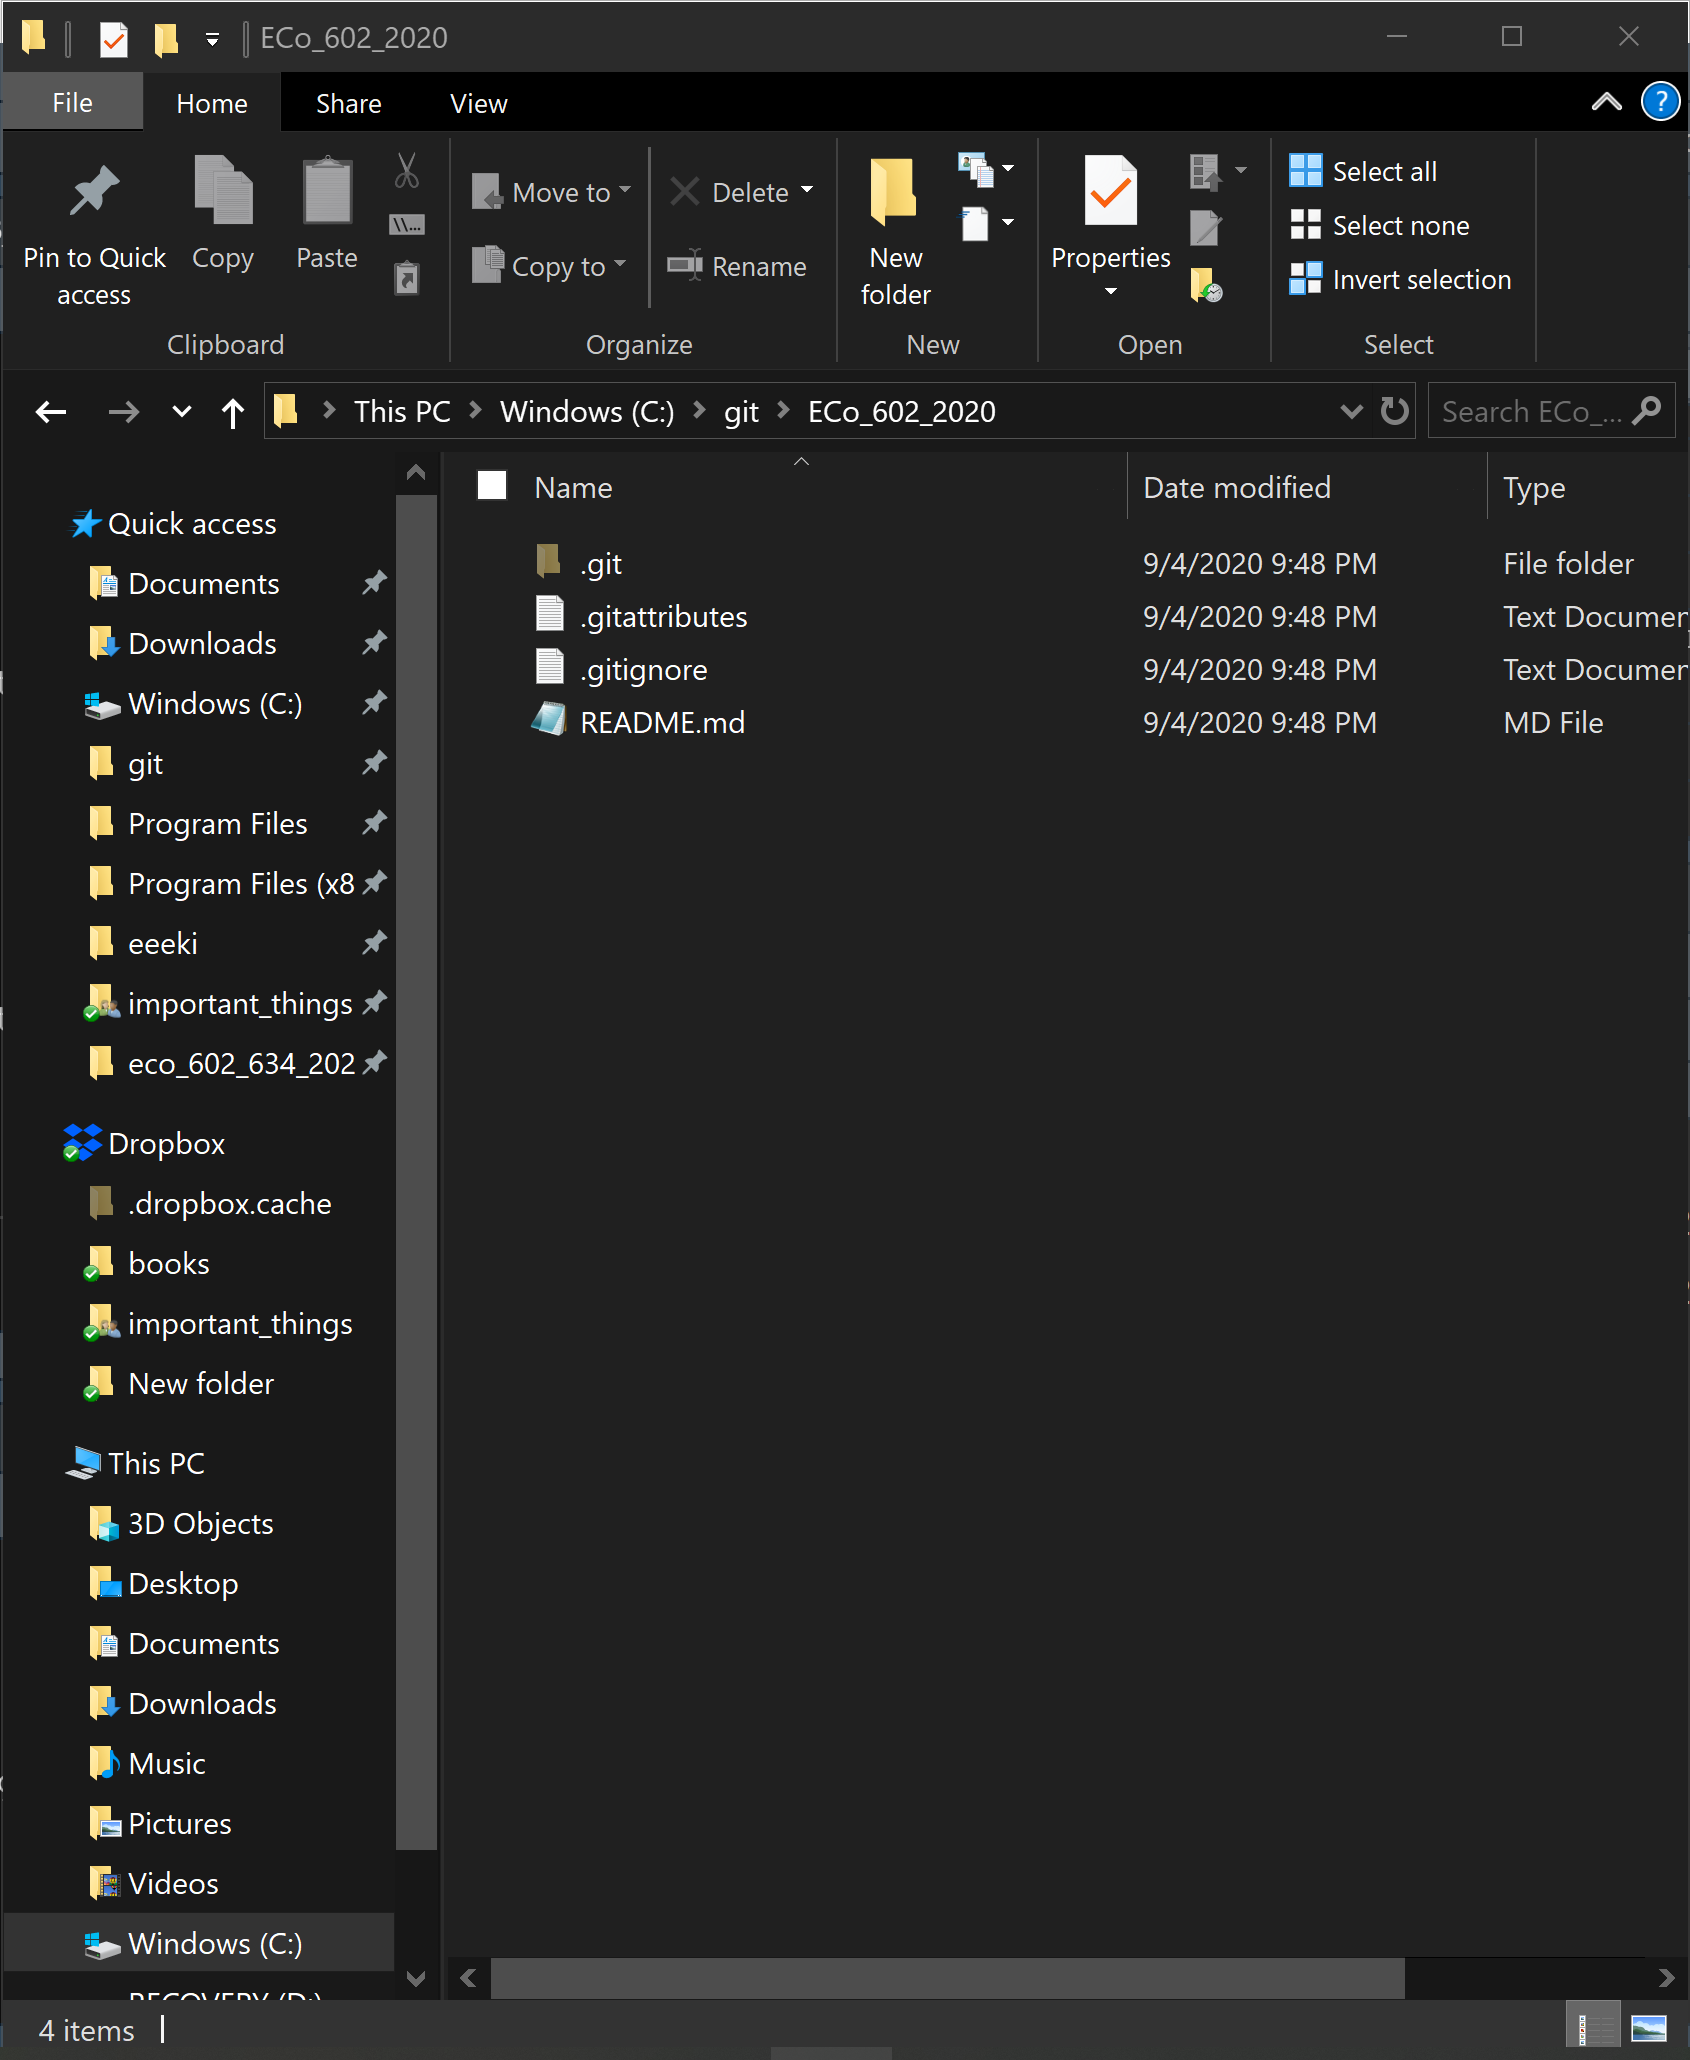 ECo_602_2020
File Home Share View
Pin to Quick access
Copy
Paste
Clipboard
Move to
Copy to
Delete
Rename
Organize
New folder
New
Properties
Open
Select all
Select none
Invert selection
Select
This PC Windows (C:) git ECo_602_2020
Search ECo_...
Name Date modified Type
.git 9/4/2020 9:48 PM File folder
.gitattributes 9/4/2020 9:48 PM Text Documen
.gitignore 9/4/2020 9:48 PM Text Documen
README.md 9/4/2020 9:48 PM MD File
Quick access
Documents
Downloads
Windows (C:)
git
Program Files
Program Files (x8
eeeki
important_things
eco_602_634_202
Dropbox
.dropbox.cache
books
important_things
New folder
This PC
3D Objects
Desktop
Documents
Downloads
Music
Pictures
Videos
Windows (C:)
RECOVERY (D:)
4 items